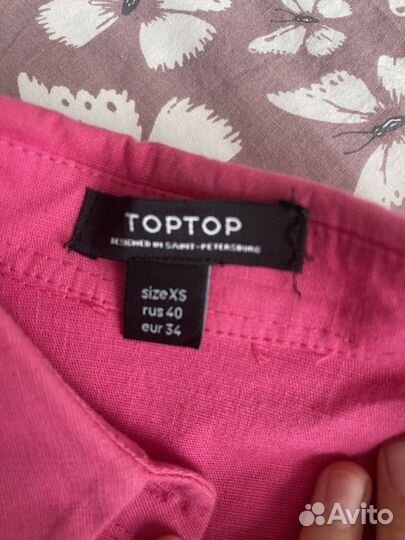 TOPTOP
DESIGNED IN SAINT-PETERSBURG
size XS
rus 40
eur 34
Avito